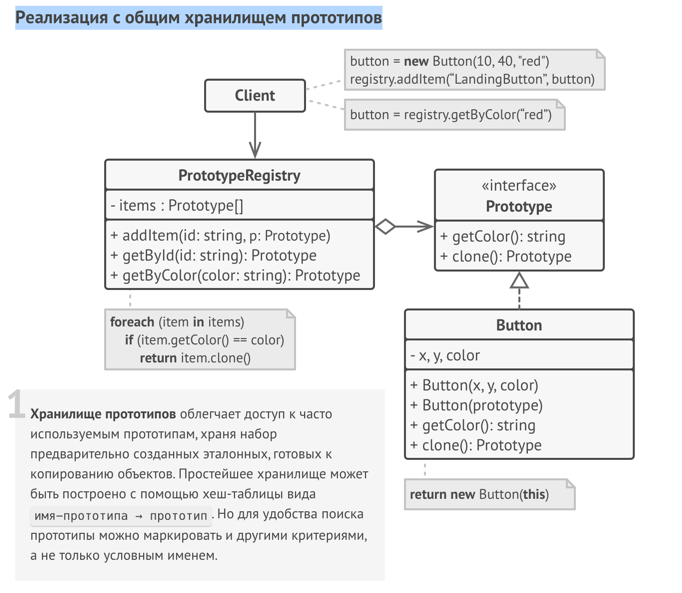 Реализация с общим хранилищем прототипов
button = new Button(10, 40, "red")
registry.addItem(“LandingButton”, button)
Client
button = registry.getByColor(“red”)
PrototypeRegistry
- items : Prototype[]
+ addItem(id: string, p: Prototype)
+ getById(id: string): Prototype
+ getByColor(color: string): Prototype
«interface»
Prototype
+ getColor(): string
+ clone(): Prototype
foreach (item in items)
if (item.getColor() == color)
return item.clone()
Button
- x, y, color
+ Button(x, y, color)
+ Button(prototype)
+ getColor(): string
+ clone(): Prototype
return new Button(this)
1
Хранилище прототипов облегчает доступ к часто
используемым прототипам, храня набор
предварительно созданных эталонных, готовых к
копированию объектов. Простейшее хранилище может
быть построено с помощью хеш-таблицы вида
имя-прототипа → прототип. Но для удобства поиска
прототипы можно маркировать и другими критериями,
а не только условным именем.